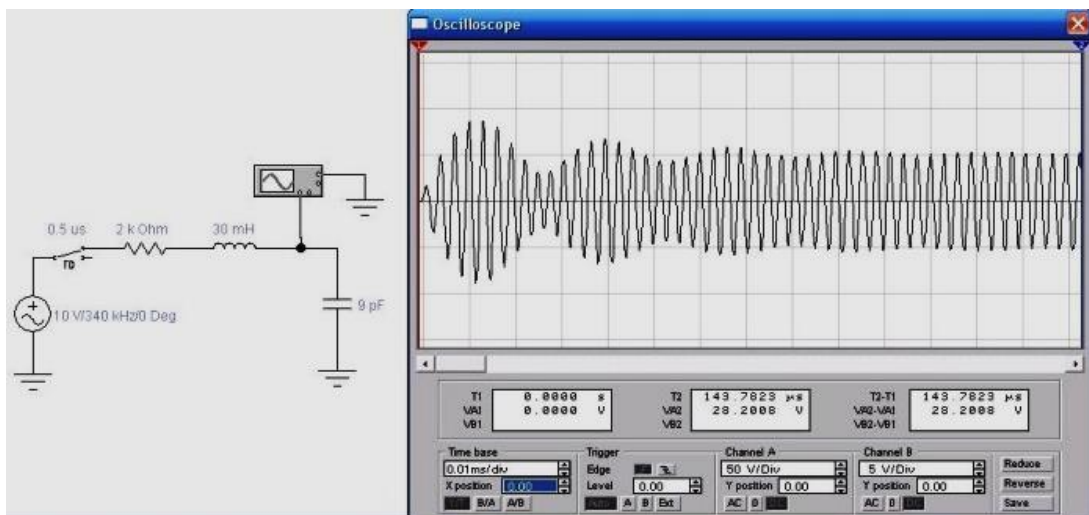 Oscilloscope
1
2
0.5 us
2 k Ohm
30 mH
TD
10 V/340 kHz/0 Deg
9 pF
T1 0.0000 s
VA1 0.0000 V
VB1
T2 143.7823 µs
VA2 28.2008 V
VB2
T2-T1 143.7823 µs
VA2-VA1 28.2008 V
VB2-VB1
Time base
0.01ms/div
X position 0.00
B/A A/B
Trigger
Edge
Level 0.00
A B Ext
Channel A
50 V/Div
Y position 0.00
AC 0
Channel B
5 V/Div
Y position 0.00
AC 0
Reduce
Reverse
Save